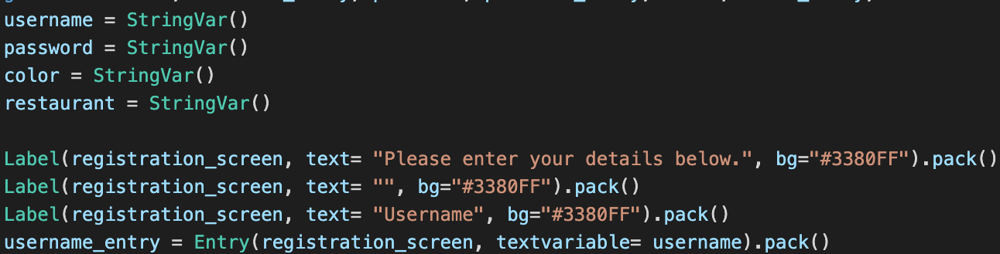 username = StringVar()
password = StringVar()
color = StringVar()
restaurant = StringVar()
Label(registration_screen, text= "Please enter your details below.", bg="#3380FF").pack()
Label(registration_screen, text= "", bg="#3380FF").pack()
Label(registration_screen, text= "Username", bg="#3380FF").pack()
username_entry = Entry(registration_screen, textvariable= username).pack()